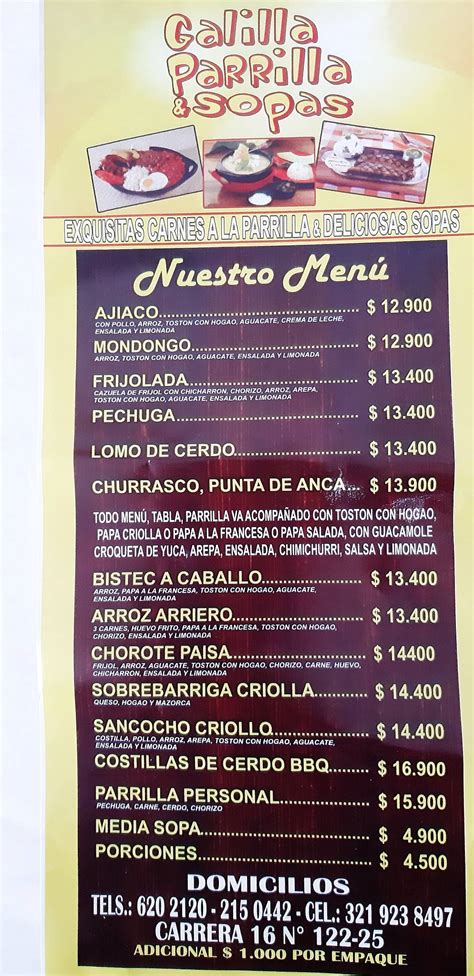 Galilla
Parrilla
& Sopas
EXQUISITAS CARNES A LA PARRILLA & DELICIOSAS SOPAS
Nuestro Menú
AJIACO........................................ $ 12.900
CON POLLO, ARROZ, TOSTON CON HOGAO, AGUACATE, CREMA DE LECHE,
ENSALADA Y LIMONADA
MONDONGO................................. $ 12.900
ARROZ, TOSTON CON HOGAO, AGUACATE, ENSALADA Y LIMONADA
FRIJOLADA.................................. $ 13.400
CAZUELA DE FRIJOL CON CHICHARRON, CHORIZO, ARROZ, AREPA,
TOSTON CON HOGAO, AGUACATE, ENSALADA Y LIMONADA
PECHUGA.................................... $ 13.400
LOMO DE CERDO........................ $ 13.400
CHURRASCO, PUNTA DE ANCA... $ 13.900
TODO MENÚ, TABLA, PARRILLA VA ACOMPAÑADO CON TOSTON CON HOGAO,
PAPA CRIOLLA O PAPA A LA FRANCESA O PAPA SALADA, CON GUACAMOLE
CROQUETA DE YUCA, AREPA, ENSALADA, CHIMICHURRI, SALSA Y LIMONADA
BISTEC A CABALLO..................... $ 13.400
ARROZ, PAPA A LA FRANCESA, TOSTON CON HOGAO, AGUACATE,
ENSALADA Y LIMONADA
ARROZ ARRIERO.......................... $ 13.400
3 CARNES, HUEVO FRITO, PAPA A LA FRANCESA, TOSTON CON HOGAO,
CHORIZO, ENSALADA Y LIMONADA
CHOROTE PAISA........................... $ 14400
FRIJOL, ARROZ, AGUACATE, TOSTON CON HOGAO, CHORIZO, CARNE, HUEVO,
CHICHARRON, ENSALADA Y LIMONADA
SOBREBARRIGA CRIOLLA.......... $ 14.400
QUESO, HOGAO Y MAZORCA
SANCOCHO CRIOLLO.................. $ 14.400
COSTILLA, POLLO, ARROZ, AREPA, TOSTON CON HOGAO, AGUACATE,
ENSALADA Y LIMONADA
COSTILLAS DE CERDO BBQ........ $ 16.900
PARRILLA PERSONAL.................. $ 15.900
PECHUGA, CARNE, CERDO, CHORIZO
MEDIA SOPA................................. $ 4.900
PORCIONES.................................. $ 4.500
DOMICILIOS
TELS.: 620 2120 - 215 0442 - CEL.: 321 923 8497
CARRERA 16 N° 122-25
ADICIONAL $ 1.000 POR EMPAQUE